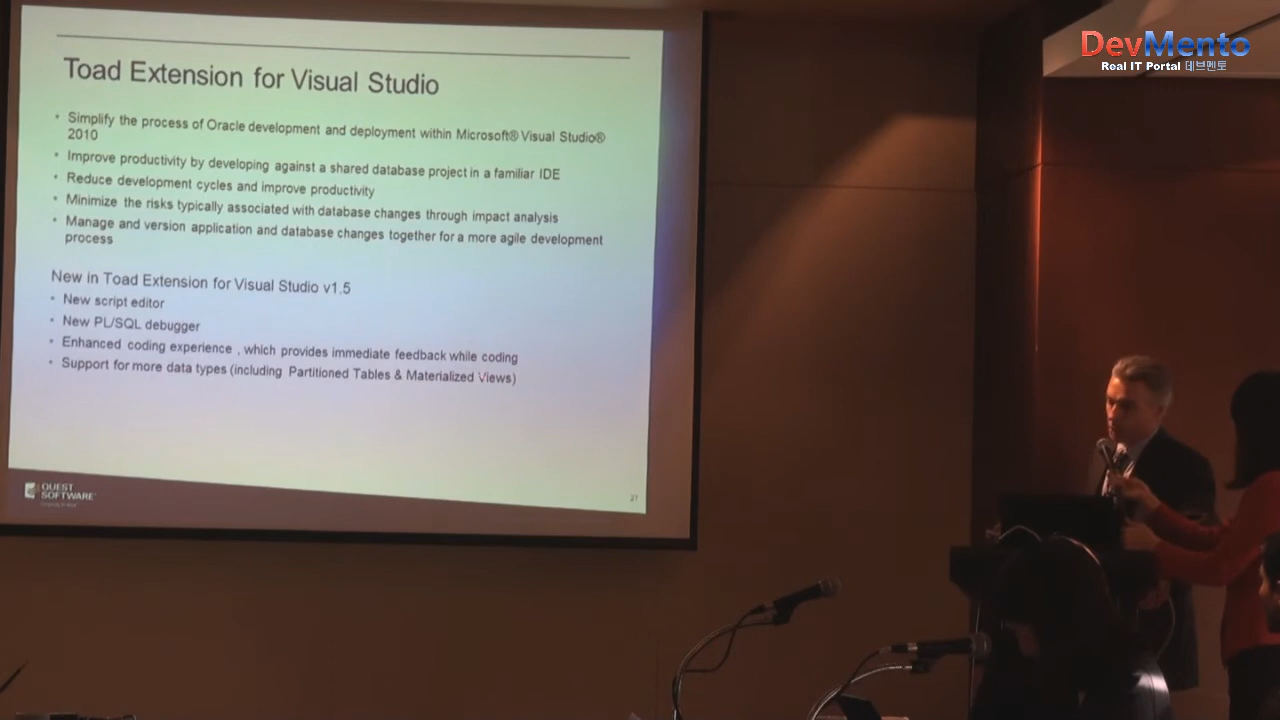 DevMento
Real IT Portal 데브멘토
Toad Extension for Visual Studio
• Simplify the process of Oracle development and deployment within Microsoft® Visual Studio®
2010
• Improve productivity by developing against a shared database project in a familiar IDE
• Reduce development cycles and improve productivity
• Minimize the risks typically associated with database changes through impact analysis
• Manage and version application and database changes together for a more agile development
process
New in Toad Extension for Visual Studio v1.5
• New script editor
• New PL/SQL debugger
• Enhanced coding experience , which provides immediate feedback while coding
• Support for more data types (including Partitioned Tables & Materialized Views)
QUEST
SOFTWARE
21